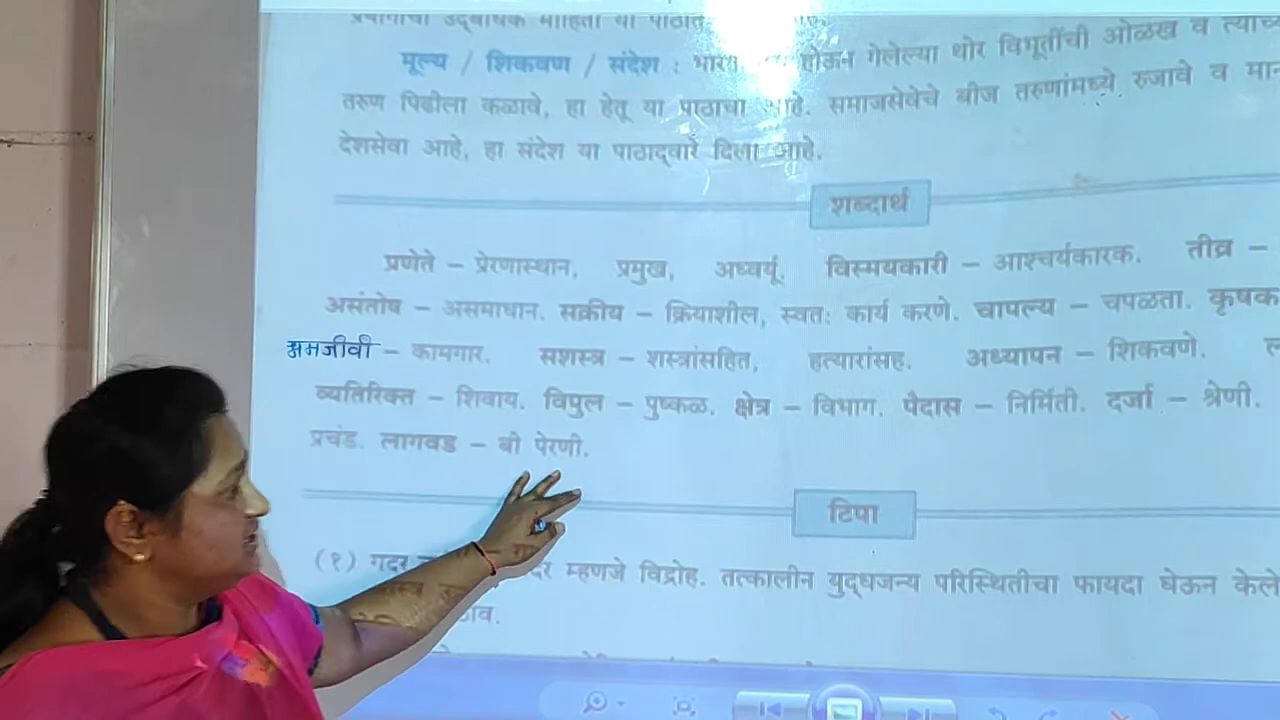 मूल्य / शिकवण / संदेश : होऊन गेलेल्या थोर विभूतींची ओळख व
तरुण पिढीला कळावे, हा हेतू या पाठाचा आहे. समाजसेवेचे बीज तरुणांमध्ये रुजावे व
देशसेवा आहे, हा संदेश या पाठाद्वारे दिला आहे.
शब्दार्थ
प्रणेते – प्रेरणास्थान, प्रमुख, अध्वर्यू. विस्मयकारी – आश्चर्यकारक. तीव्र –
असंतोष – असमाधान. सक्रीय – क्रियाशील, स्वतः कार्य करणे. चापल्य – चपळता. कृषक
श्रमजीवी – कामगार. सशस्त्र – शस्त्रांसहित, हत्यारांसह. अध्यापन – शिकवणे.
व्यतिरिक्त – शिवाय. विपुल – पुष्कळ. क्षेत्र – विभाग. पैदास – निर्मिती. दर्जा – श्रेणी.
प्रचंड. लागवड – बी पेरणी.
टिपा
(१) गदर म्हणजे विद्रोह. तत्कालीन युद्धजन्य परिस्थितीचा फायदा घेऊन केले